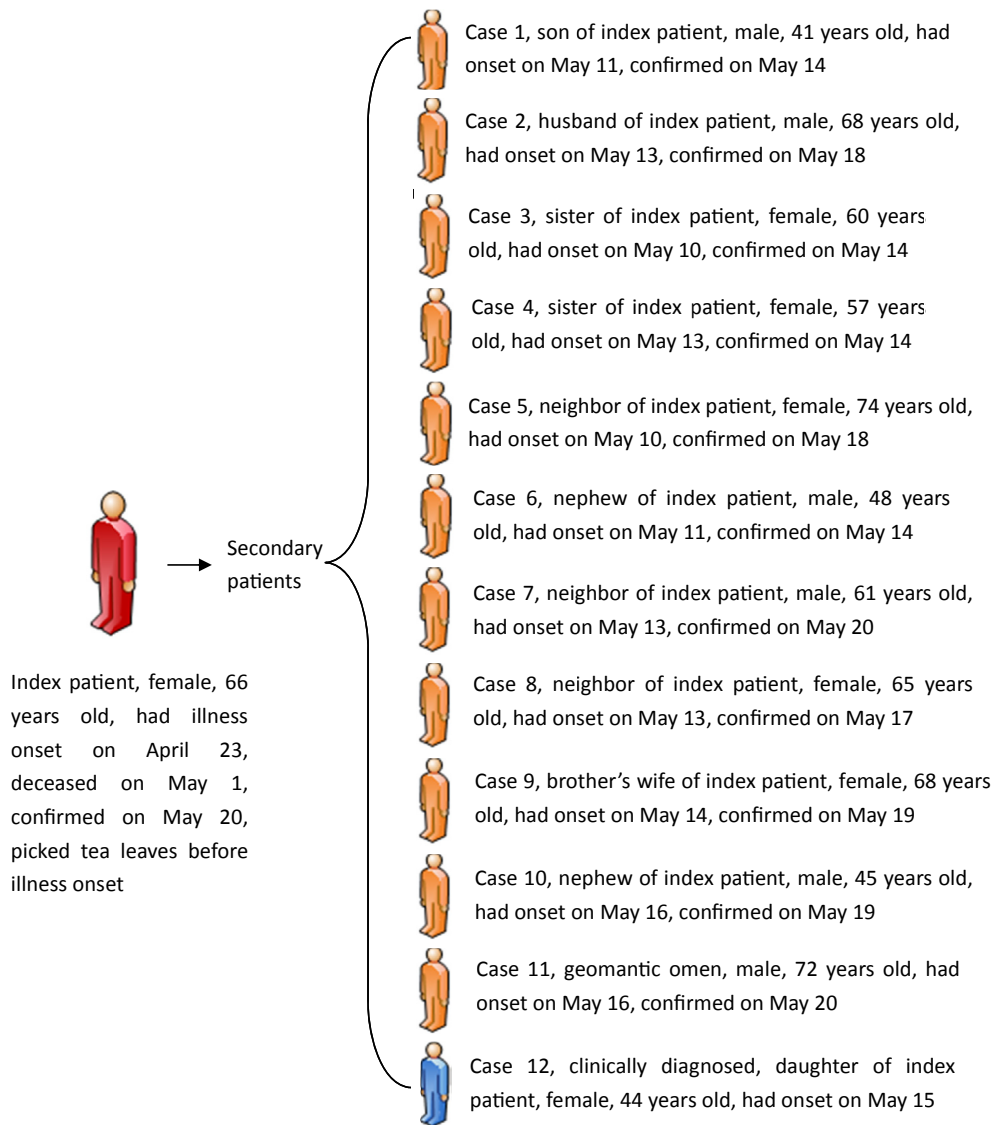 Case 1, son of index patient, male, 41 years old, had
onset on May 11, confirmed on May 14
Case 2, husband of index patient, male, 68 years old,
had onset on May 13, confirmed on May 18
Case 3, sister of index patient, female, 60 years
old, had onset on May 10, confirmed on May 14
Case 4, sister of index patient, female, 57 years
old, had onset on May 13, confirmed on May 14
Case 5, neighbor of index patient, female, 74 years old,
had onset on May 10, confirmed on May 18
Case 6, nephew of index patient, male, 48 years
old, had onset on May 11, confirmed on May 14
Secondary
patients
Case 7, neighbor of index patient, male, 61 years old,
had onset on May 13, confirmed on May 20
Index patient, female, 66
years old, had illness
onset on April 23,
deceased on May 1,
confirmed on May 20,
picked tea leaves before
illness onset
Case 8, neighbor of index patient, female, 65 years
old, had onset on May 13, confirmed on May 17
Case 9, brother’s wife of index patient, female, 68 years
old, had onset on May 14, confirmed on May 19
Case 10, nephew of index patient, male, 45 years old,
had onset on May 16, confirmed on May 19
Case 11, geomantic omen, male, 72 years old, had
onset on May 16, confirmed on May 20
Case 12, clinically diagnosed, daughter of index
patient, female, 44 years old, had onset on May 15